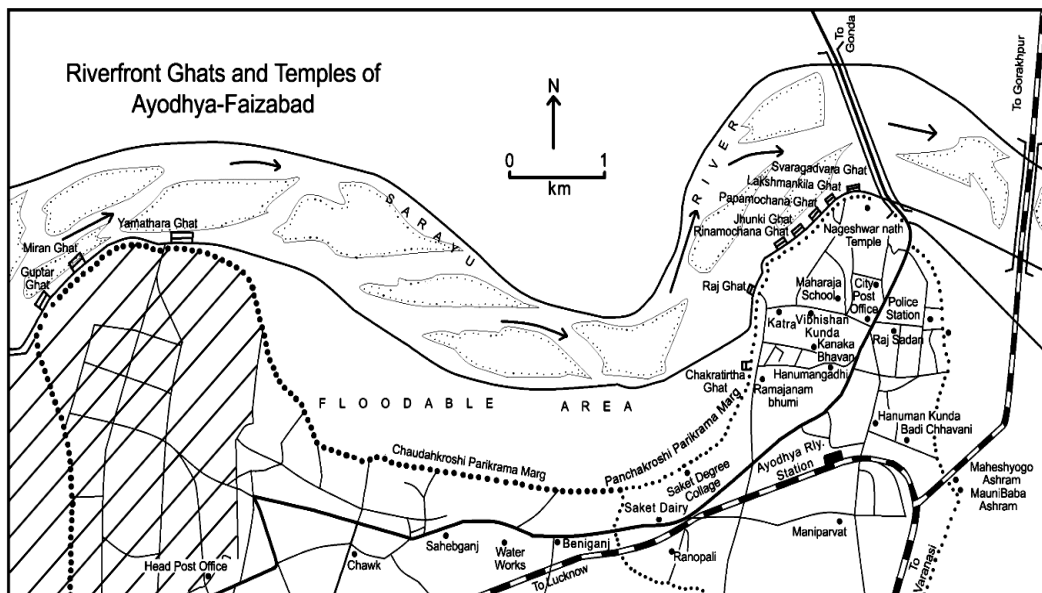 Riverfront Ghats and Temples of
Ayodhya-Faizabad
N
0 1
km
To
Gonda
To Gorakhpur
SARAYU
RIVER
Svaragadvara Ghat
Lakshmankila Ghat
Papamochana Ghat
Jhunki Ghat
Rinamochana Ghat
Nageshwar nath
Temple
Yamathara Ghat
Miran Ghat
Guptar
Ghat
Raj Ghat
Maharaja
School
City
Post
Office
Police
Station
Katra
Vibhishan
Kunda
Raj Sadan
Kanaka
Bhavan
Chakratirtha
Ghat
Hanumangadhi
Ramajanam
bhumi
FLOODABLE AREA
Hanuman Kunda
Badi Chhavani
Chaudahkroshi Parikrama Marg
Panchakroshi Parikrama Marg
Saket Degree
Collage
Ayodhya Rly.
Station
Maheshyogo
Ashram
MauniBaba
Ashram
Saket Dairy
Maniparvat
Sahebganj
Water
Works
Beniganj
Ranopali
Chawk
Head Post Office
To Lucknow
To
Varanasi